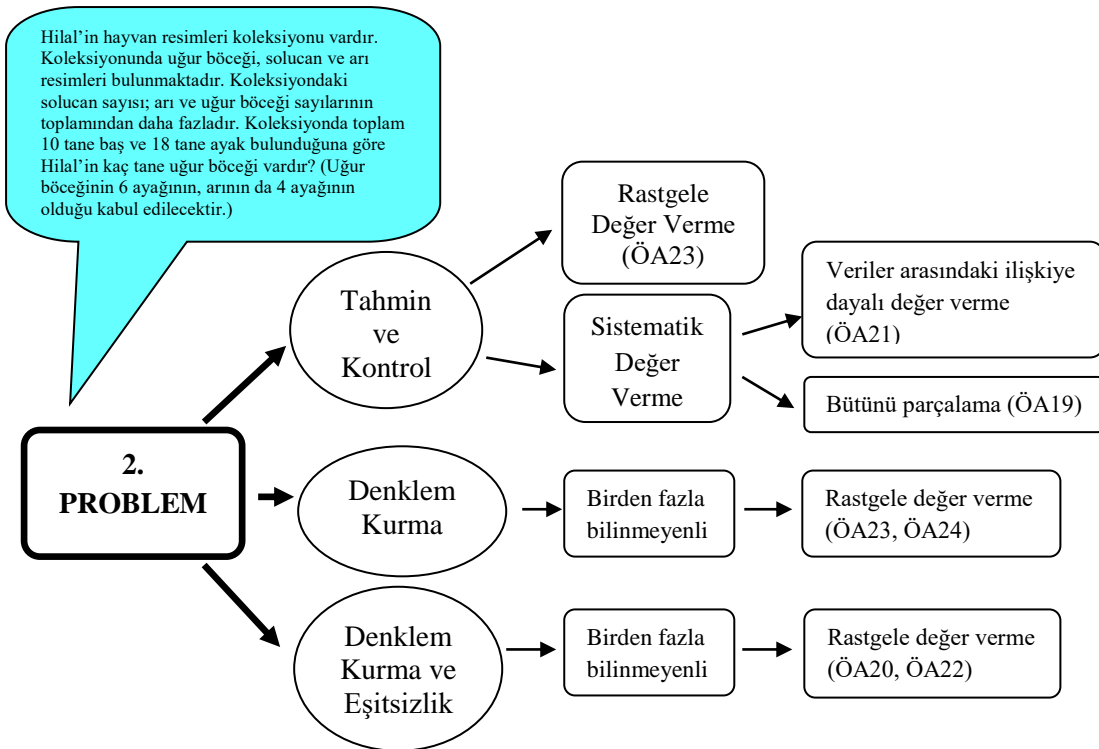 Hilal’in hayvan resimleri koleksiyonu vardır.
Koleksiyonunda uğur böceği, solucan ve arı
resimleri bulunmaktadır. Koleksiyondaki
solucan sayısı; arı ve uğur böceği sayılarının
toplamından daha fazladır. Koleksiyonda toplam
10 tane baş ve 18 tane ayak bulunduğuna göre
Hilal’in kaç tane uğur böceği vardır? (Uğur
böceğinin 6 ayağının, arının da 4 ayağının
olduğu kabul edilecektir.)
2.
PROBLEM
Tahmin
ve
Kontrol
Rastgele
Değer Verme
(ÖA23)
Sistematik
Değer
Verme
Veriler arasındaki ilişkiye
dayalı değer verme
(ÖA21)
Bütünü parçalama (ÖA19)
Denklem
Kurma
Birden fazla
bilinmeyenli
Rastgele değer verme
(ÖA23, ÖA24)
Denklem
Kurma ve
Eşitsizlik
Birden fazla
bilinmeyenli
Rastgele değer verme
(ÖA20, ÖA22)